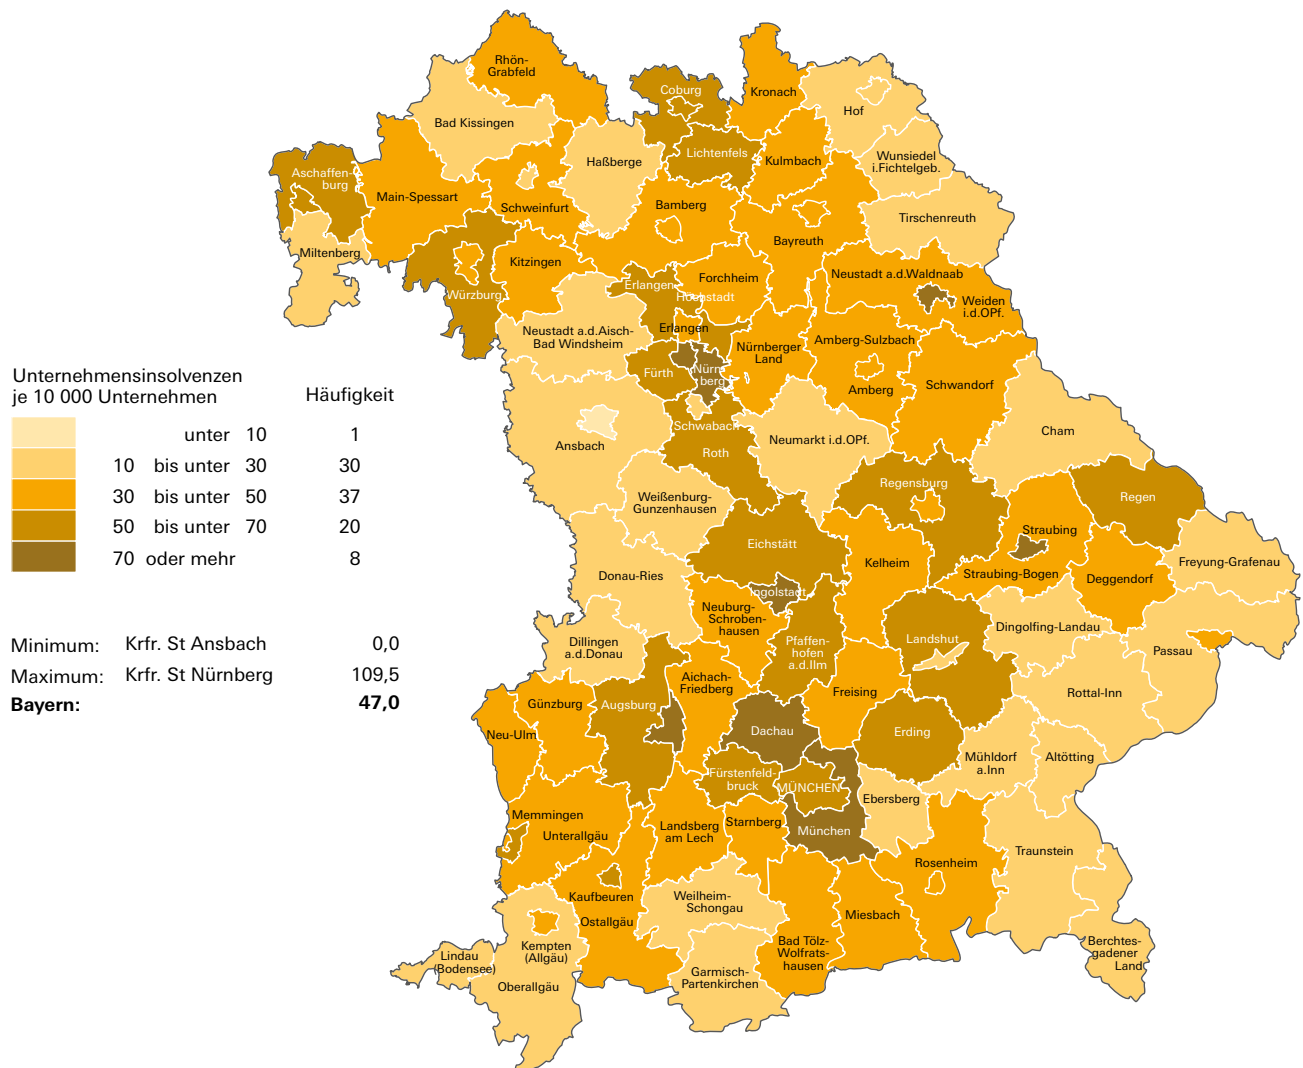 Rhön-
Grabfeld
Coburg
Kronach
Hof
Bad Kissingen
Lichtenfels
Haßberge
Kulmbach
Wunsiedel
i.Fichtelgeb.
Aschaffen-
burg
Main-Spessart
Schweinfurt
Bamberg
Tirschenreuth
Bayreuth
Miltenberg
Kitzingen
Forchheim
Neustadt a.d.Waldnaab
Erlangen-
Höchstadt
Würzburg
Weiden
i.d.OPf.
Neustadt a.d.Aisch-
Bad Windsheim
Erlangen
Nürnberger
Land
Amberg-Sulzbach
Fürth
Nürn-
berg
Amberg
Schwandorf
Unternehmensinsolvenzen
je 10 000 Unternehmen
Häufigkeit
unter 10 1
10 bis unter 30 30
30 bis unter 50 37
50 bis unter 70 20
70 oder mehr 8
Ansbach
Schwabach
Roth
Neumarkt i.d.OPf.
Cham
Weißenburg-
Gunzenhausen
Regensburg
Regen
Straubing
Eichstätt
Kelheim
Freyung-Grafenau
Donau-Ries
Straubing-Bogen
Deggendorf
Ingolstadt
Neuburg-
Schroben-
hausen
Dingolfing-Landau
Minimum: Krfr. St Ansbach 0,0
Maximum: Krfr. St Nürnberg 109,5
Bayern: 47,0
Dillingen
a.d.Donau
Pfaffen-
hofen
a.d.Ilm
Landshut
Passau
Aichach-
Friedberg
Freising
Rottal-Inn
Günzburg
Augsburg
Neu-Ulm
Dachau
Erding
Mühldorf
a.Inn
Altötting
Fürstenfeld-
bruck
MÜNCHEN
Ebersberg
Memmingen
Unterallgäu
Landsberg
am Lech
Starnberg
München
Traunstein
Rosenheim
Kaufbeuren
Ostallgäu
Weilheim-
Schongau
Miesbach
Kempten
(Allgäu)
Bad Tölz-
Wolfrats-
hausen
Berchtes-
gadener
Land
Lindau
(Bodensee)
Oberallgäu
Garmisch-
Partenkirchen